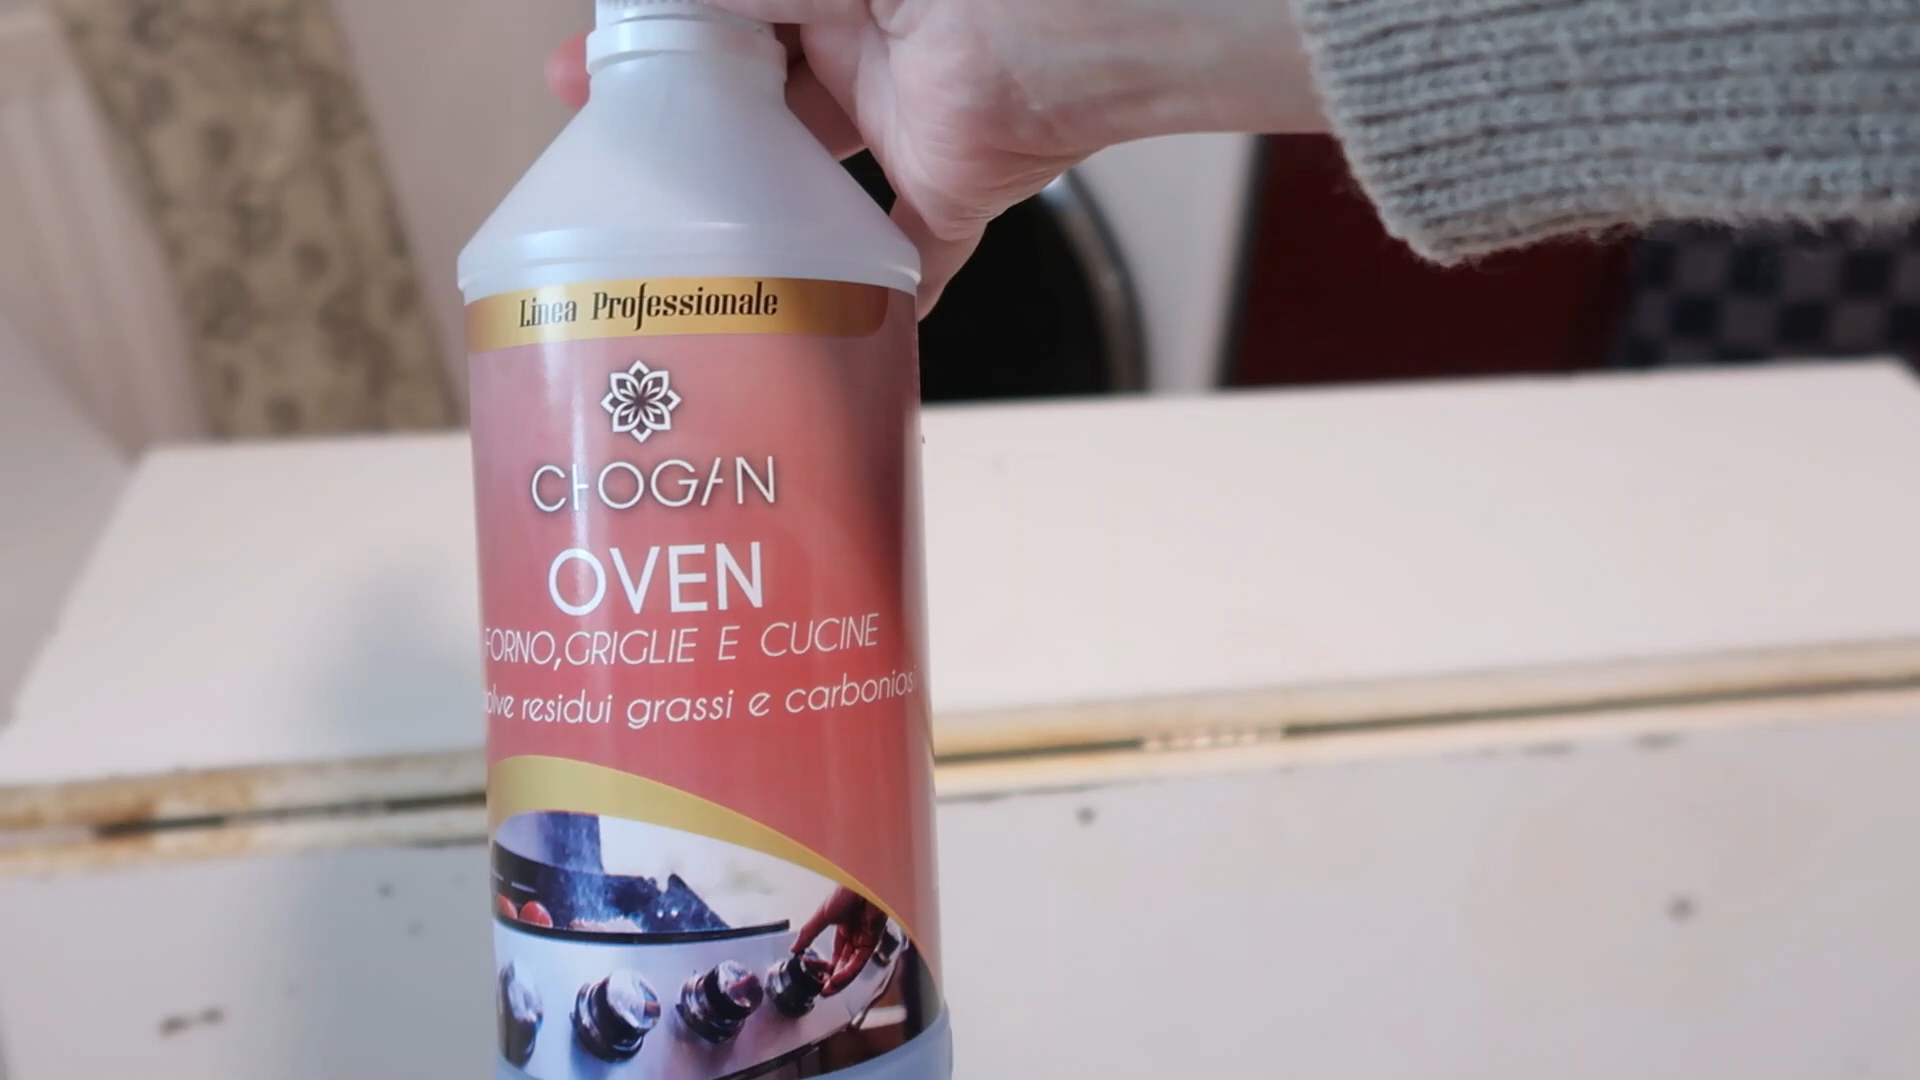 Linea Professionale
CHOGAN
OVEN
FORNO, GRIGLIE E CUCINE
residui grassi e carboniosi